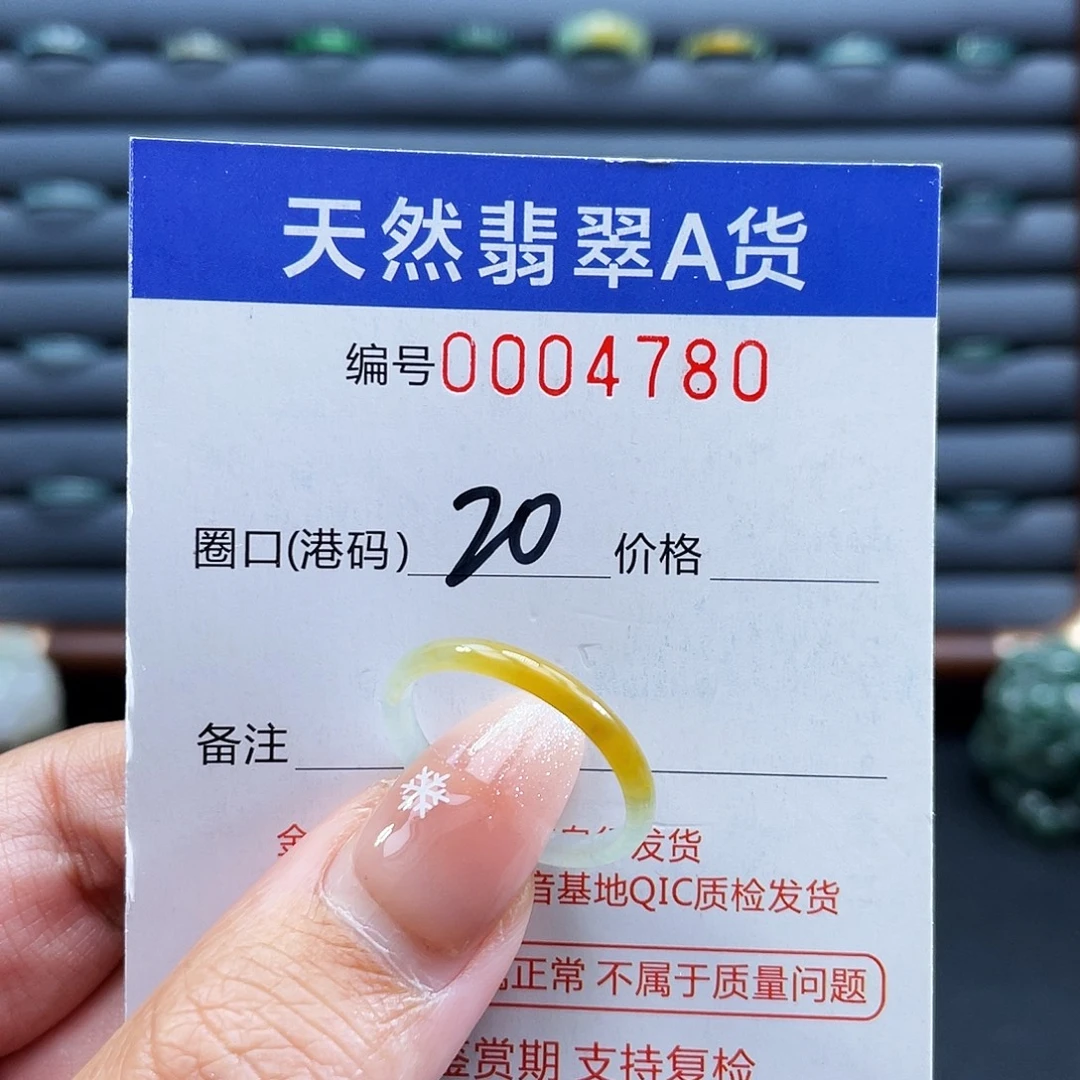 天然翡翠A货
编号0004780
圈口(港码) 20 价格
备注
发货
音基地QIC质检发货
正常 不属于质量问题
鉴赏期 支持复检